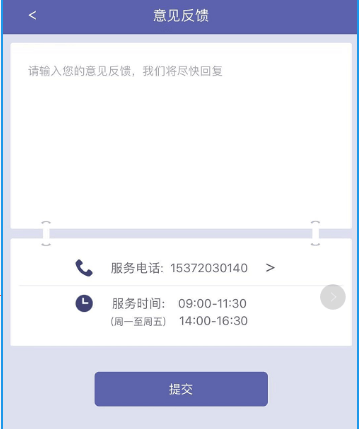 <
意见反馈
请输入您的意见反馈，我们将尽快回复
服务电话: 15372030140 >
服务时间: 09:00-11:30
(周一至周五) 14:00-16:30
提交